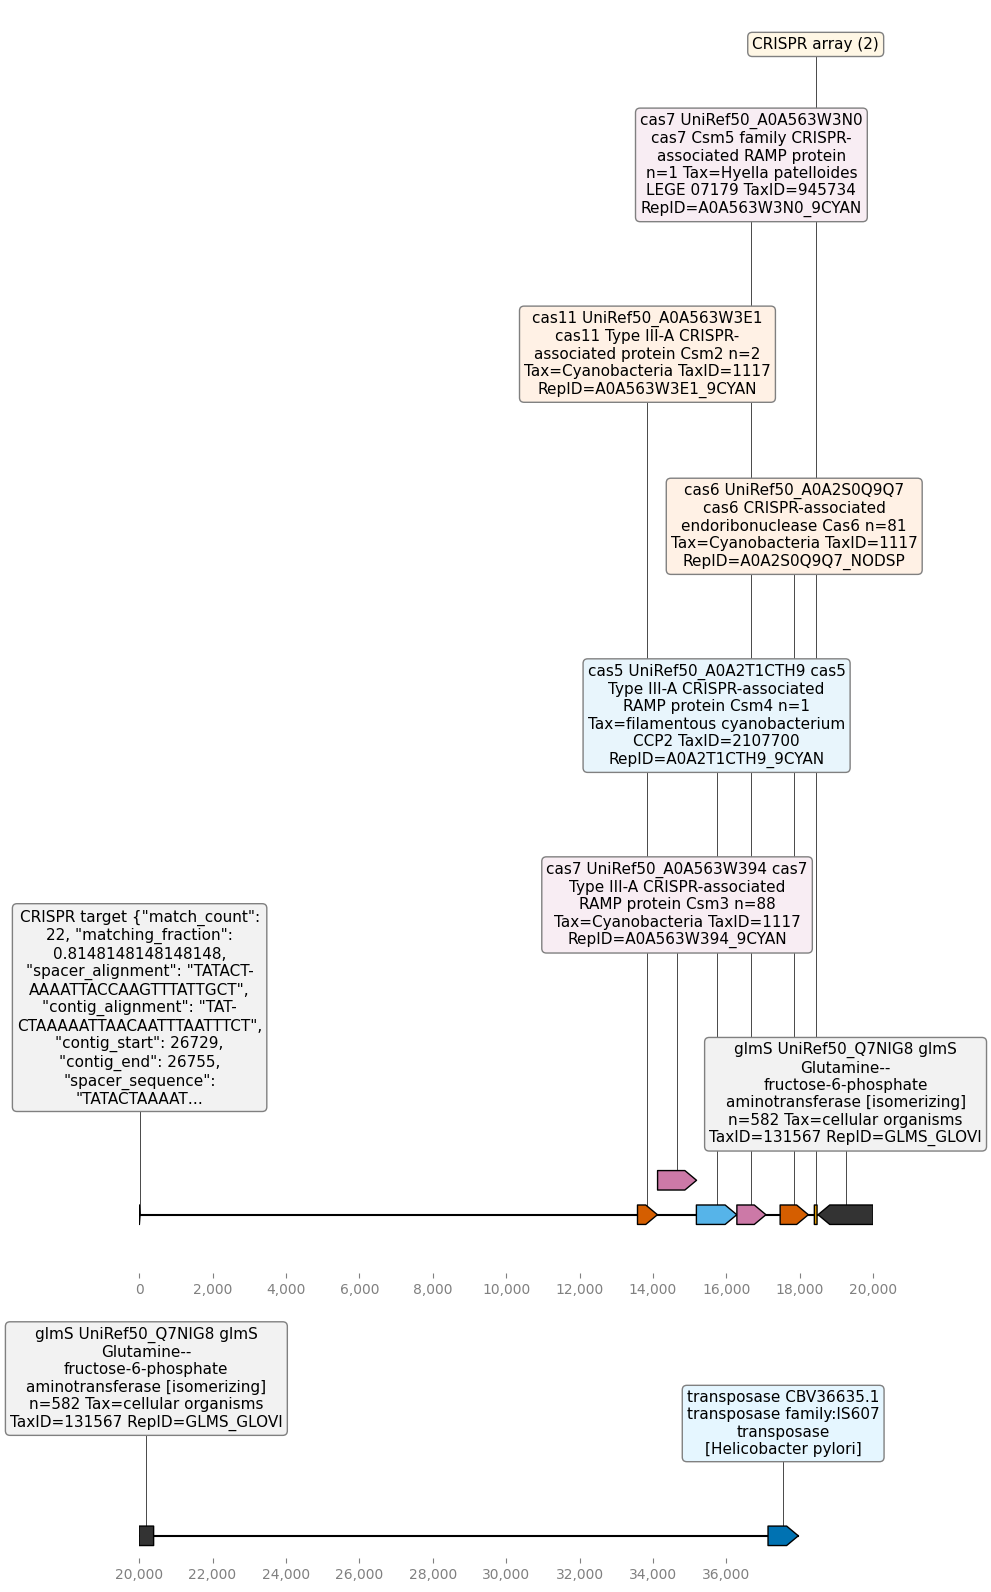 CRISPR array (2)
cas7 UniRef50_A0A563W3N0
cas7 Csm5 family CRISPR-
associated RAMP protein
n=1 Tax=Hyella patelloides
LEGE 07179 TaxID=945734
RepID=A0A563W3N0_9CYAN
cas11 UniRef50_A0A563W3E1
cas11 Type III-A CRISPR-
associated protein Csm2 n=2
Tax=Cyanobacteria TaxID=1117
RepID=A0A563W3E1_9CYAN
cas6 UniRef50_A0A2S0Q9Q7
cas6 CRISPR-associated
endoribonuclease Cas6 n=81
Tax=Cyanobacteria TaxID=1117
RepID=A0A2S0Q9Q7_NODSP
cas5 UniRef50_A0A2T1CTH9 cas5
Type III-A CRISPR-associated
RAMP protein Csm4 n=1
Tax=filamentous cyanobacterium
CCP2 TaxID=2107700
RepID=A0A2T1CTH9_9CYAN
cas7 UniRef50_A0A563W394 cas7
Type III-A CRISPR-associated
RAMP protein Csm3 n=88
Tax=Cyanobacteria TaxID=1117
RepID=A0A563W394_9CYAN
CRISPR target {"match_count":
22, "matching_fraction":
0.8148148148148148,
"spacer_alignment": "TATACT-
AAAATTACCAAGTTTATTGCT",
"contig_alignment": "TAT-
CTAAAAATTAACAATTTAATTTCT",
"contig_start": 26729,
"contig_end": 26755,
"spacer_sequence":
"TATACTAAAAT...
glmS UniRef50_Q7NIG8 glmS
Glutamine--
fructose-6-phosphate
aminotransferase [isomerizing]
n=582 Tax=cellular organisms
TaxID=131567 RepID=GLMS_GLOVI
0 2,000 4,000 6,000 8,000 10,000 12,000 14,000 16,000 18,000 20,000
glmS UniRef50_Q7NIG8 glmS
Glutamine--
fructose-6-phosphate
aminotransferase [isomerizing]
n=582 Tax=cellular organisms
TaxID=131567 RepID=GLMS_GLOVI
transposase CBV36635.1
transposase family:IS607
transposase
[Helicobacter pylori]
20,000 22,000 24,000 26,000 28,000 30,000 32,000 34,000 36,000